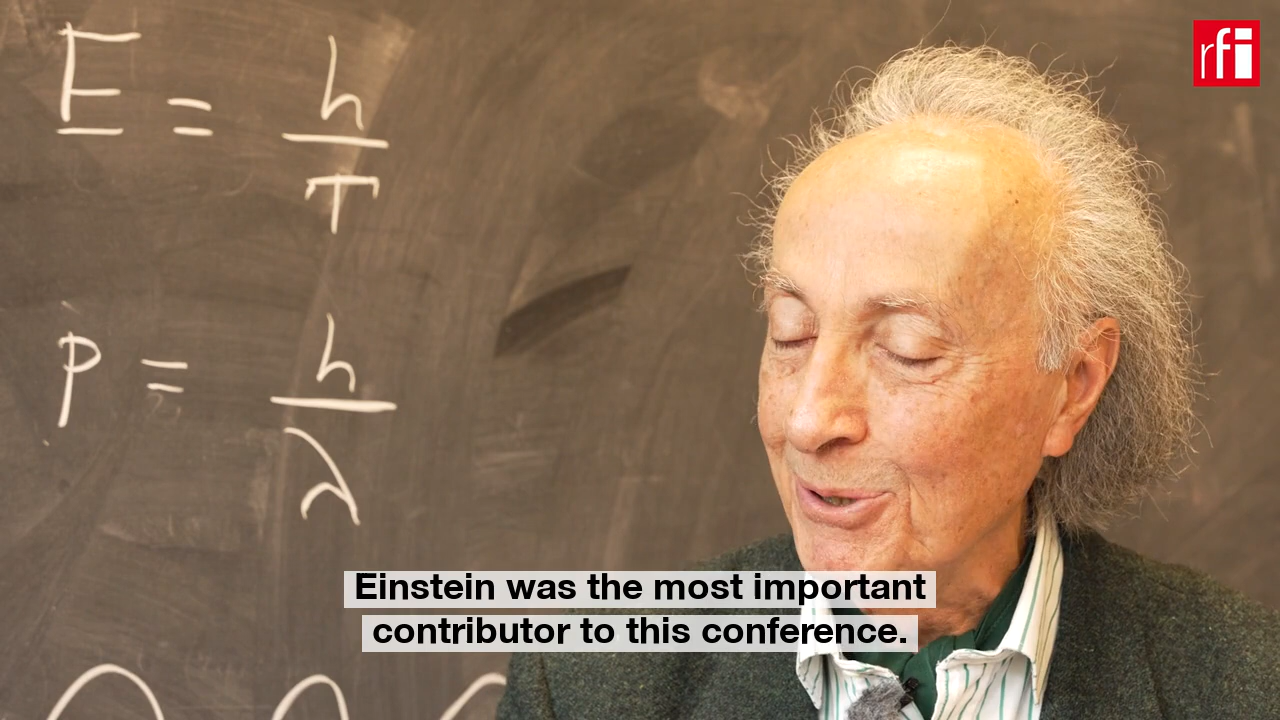 rfi
E = h
T
p = h
λ
Einstein was the most important
contributor to this conference.